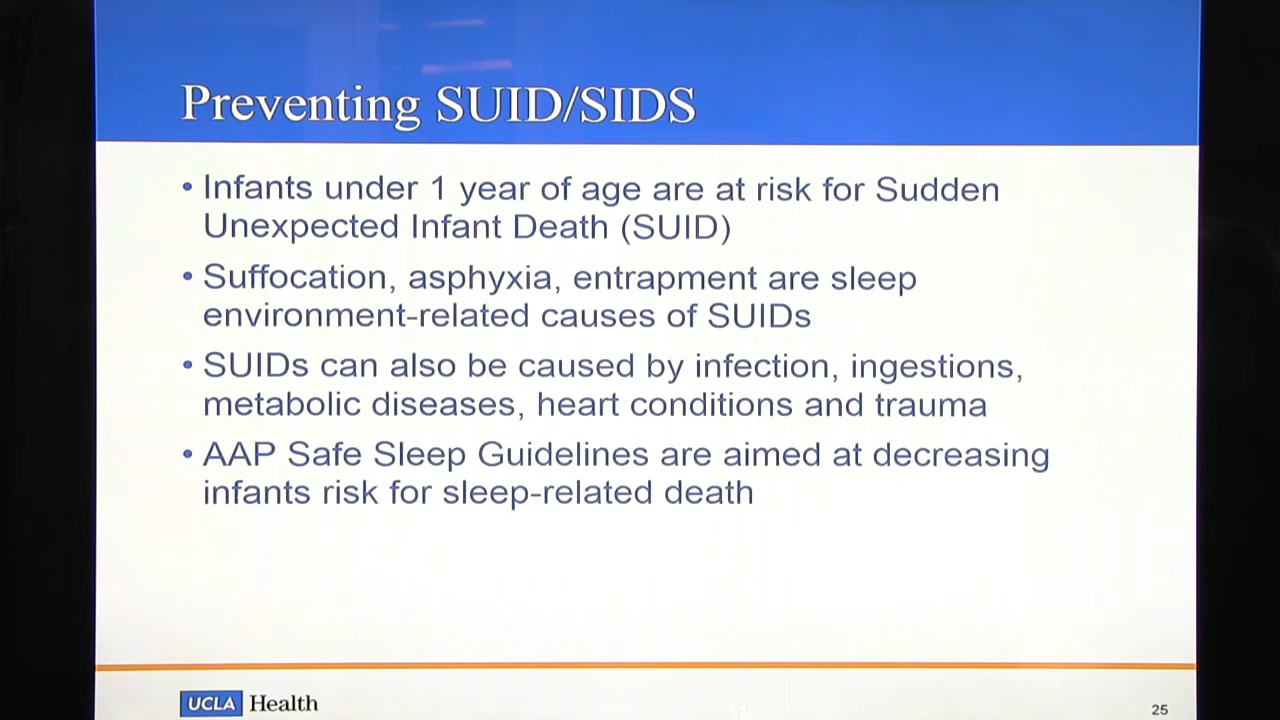 Preventing SUID/SIDS
• Infants under 1 year of age are at risk for Sudden
Unexpected Infant Death (SUID)
• Suffocation, asphyxia, entrapment are sleep
environment-related causes of SUIDs
• SUIDs can also be caused by infection, ingestions,
metabolic diseases, heart conditions and trauma
• AAP Safe Sleep Guidelines are aimed at decreasing
infants risk for sleep-related death
UCLA Health
25